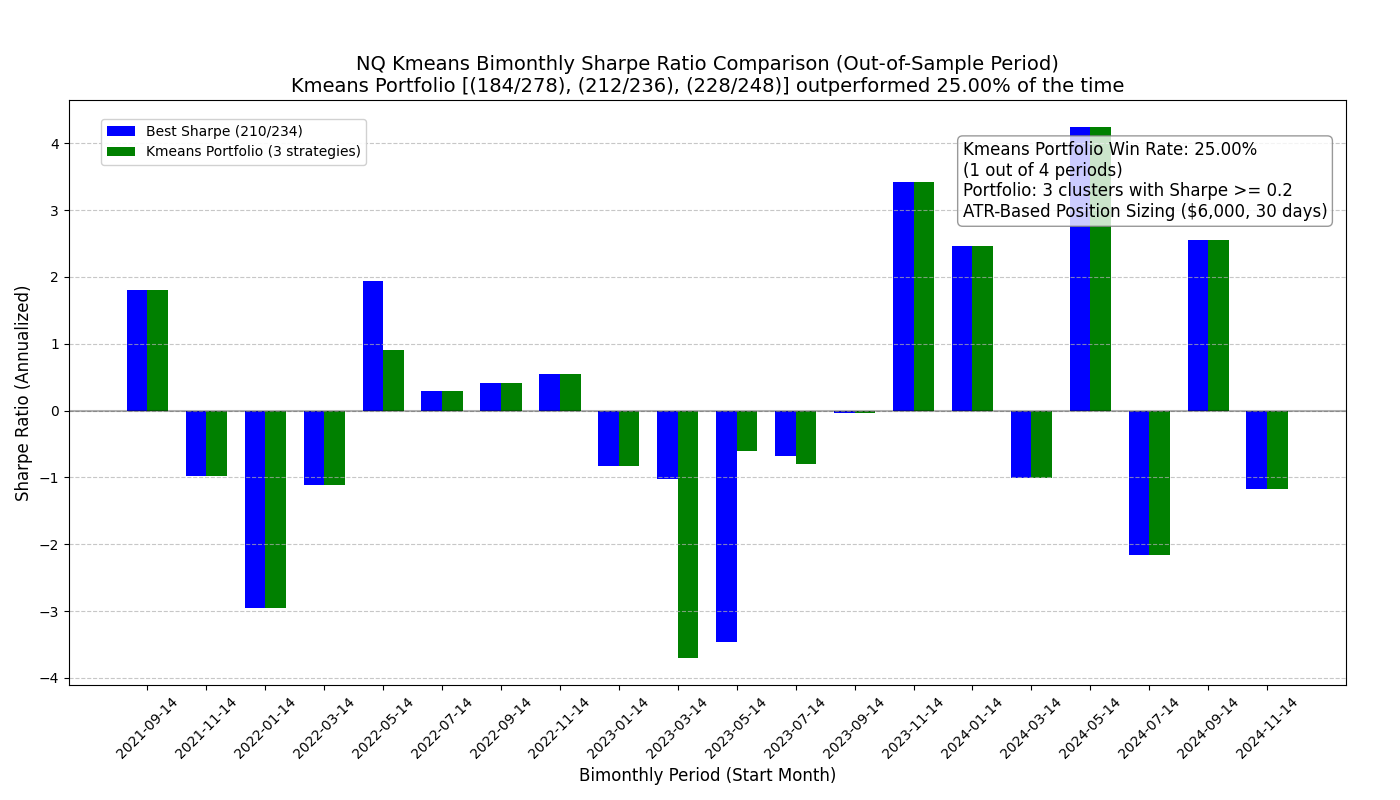 NQ Kmeans Bimonthly Sharpe Ratio Comparison (Out-of-Sample Period)
Kmeans Portfolio [(184/278), (212/236), (228/248)] outperformed 25.00% of the time
Best Sharpe (210/234)
Kmeans Portfolio (3 strategies)
Kmeans Portfolio Win Rate: 25.00%
(1 out of 4 periods)
Portfolio: 3 clusters with Sharpe >= 0.2
ATR-Based Position Sizing ($6,000, 30 days)
Sharpe Ratio (Annualized)
4
3
2
1
0
−1
−2
−3
−4
2021-09-14
2021-11-14
2022-01-14
2022-03-14
2022-05-14
2022-07-14
2022-09-14
2022-11-14
2023-01-14
2023-03-14
2023-05-14
2023-07-14
2023-09-14
2023-11-14
2024-01-14
2024-03-14
2024-05-14
2024-07-14
2024-09-14
2024-11-14
Bimonthly Period (Start Month)